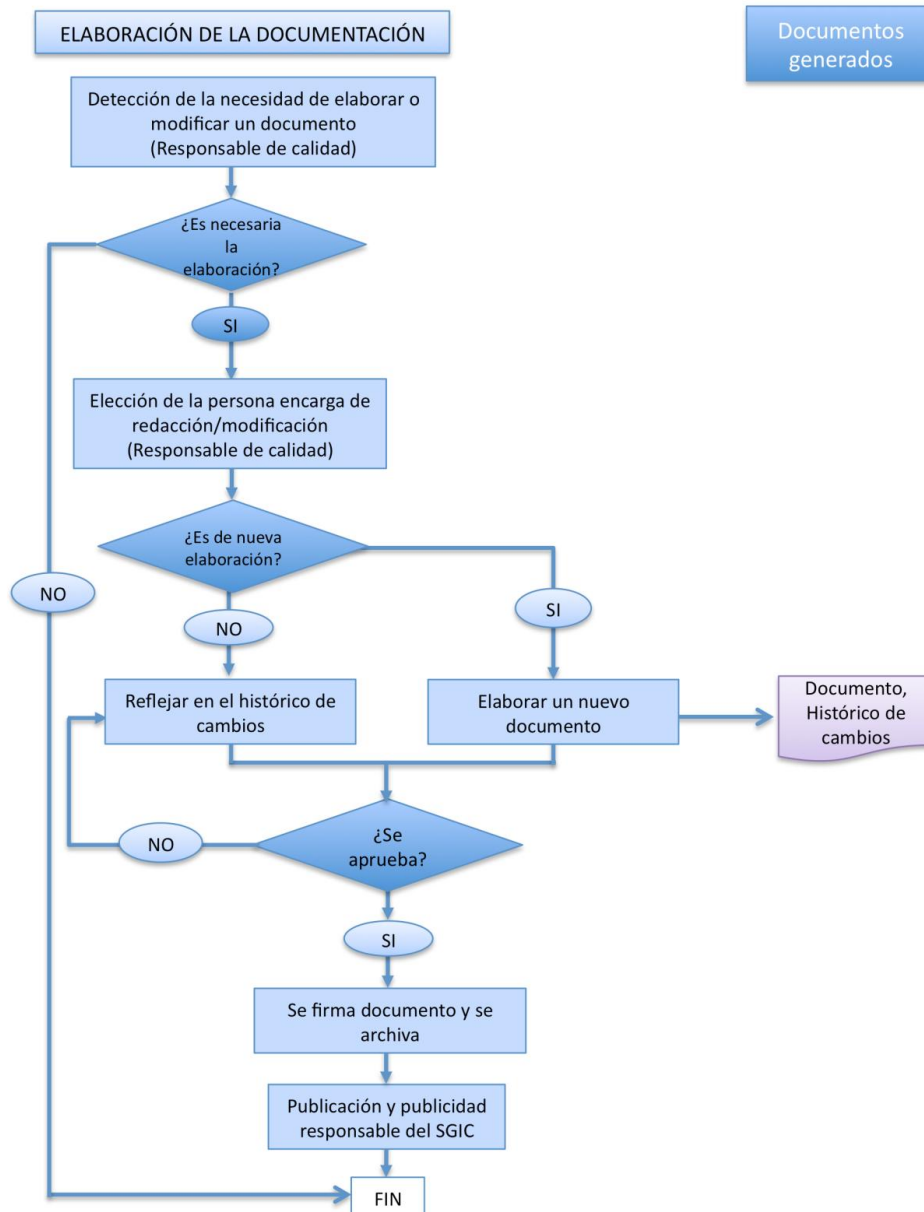 ELABORACIÓN DE LA DOCUMENTACIÓN
Documentos
generados
Detección de la necesidad de elaborar o
modificar un documento
(Responsable de calidad)
¿Es necesaria
la
elaboración?
SI
Elección de la persona encarga de
redacción/modificación
(Responsable de calidad)
¿Es de nueva
elaboración?
NO
NO
SI
Reflejar en el histórico de
cambios
Elaborar un nuevo
documento
Documento,
Histórico de
cambios
¿Se
aprueba?
NO
SI
Se firma documento y se
archiva
Publicación y publicidad
responsable del SGIC
FIN